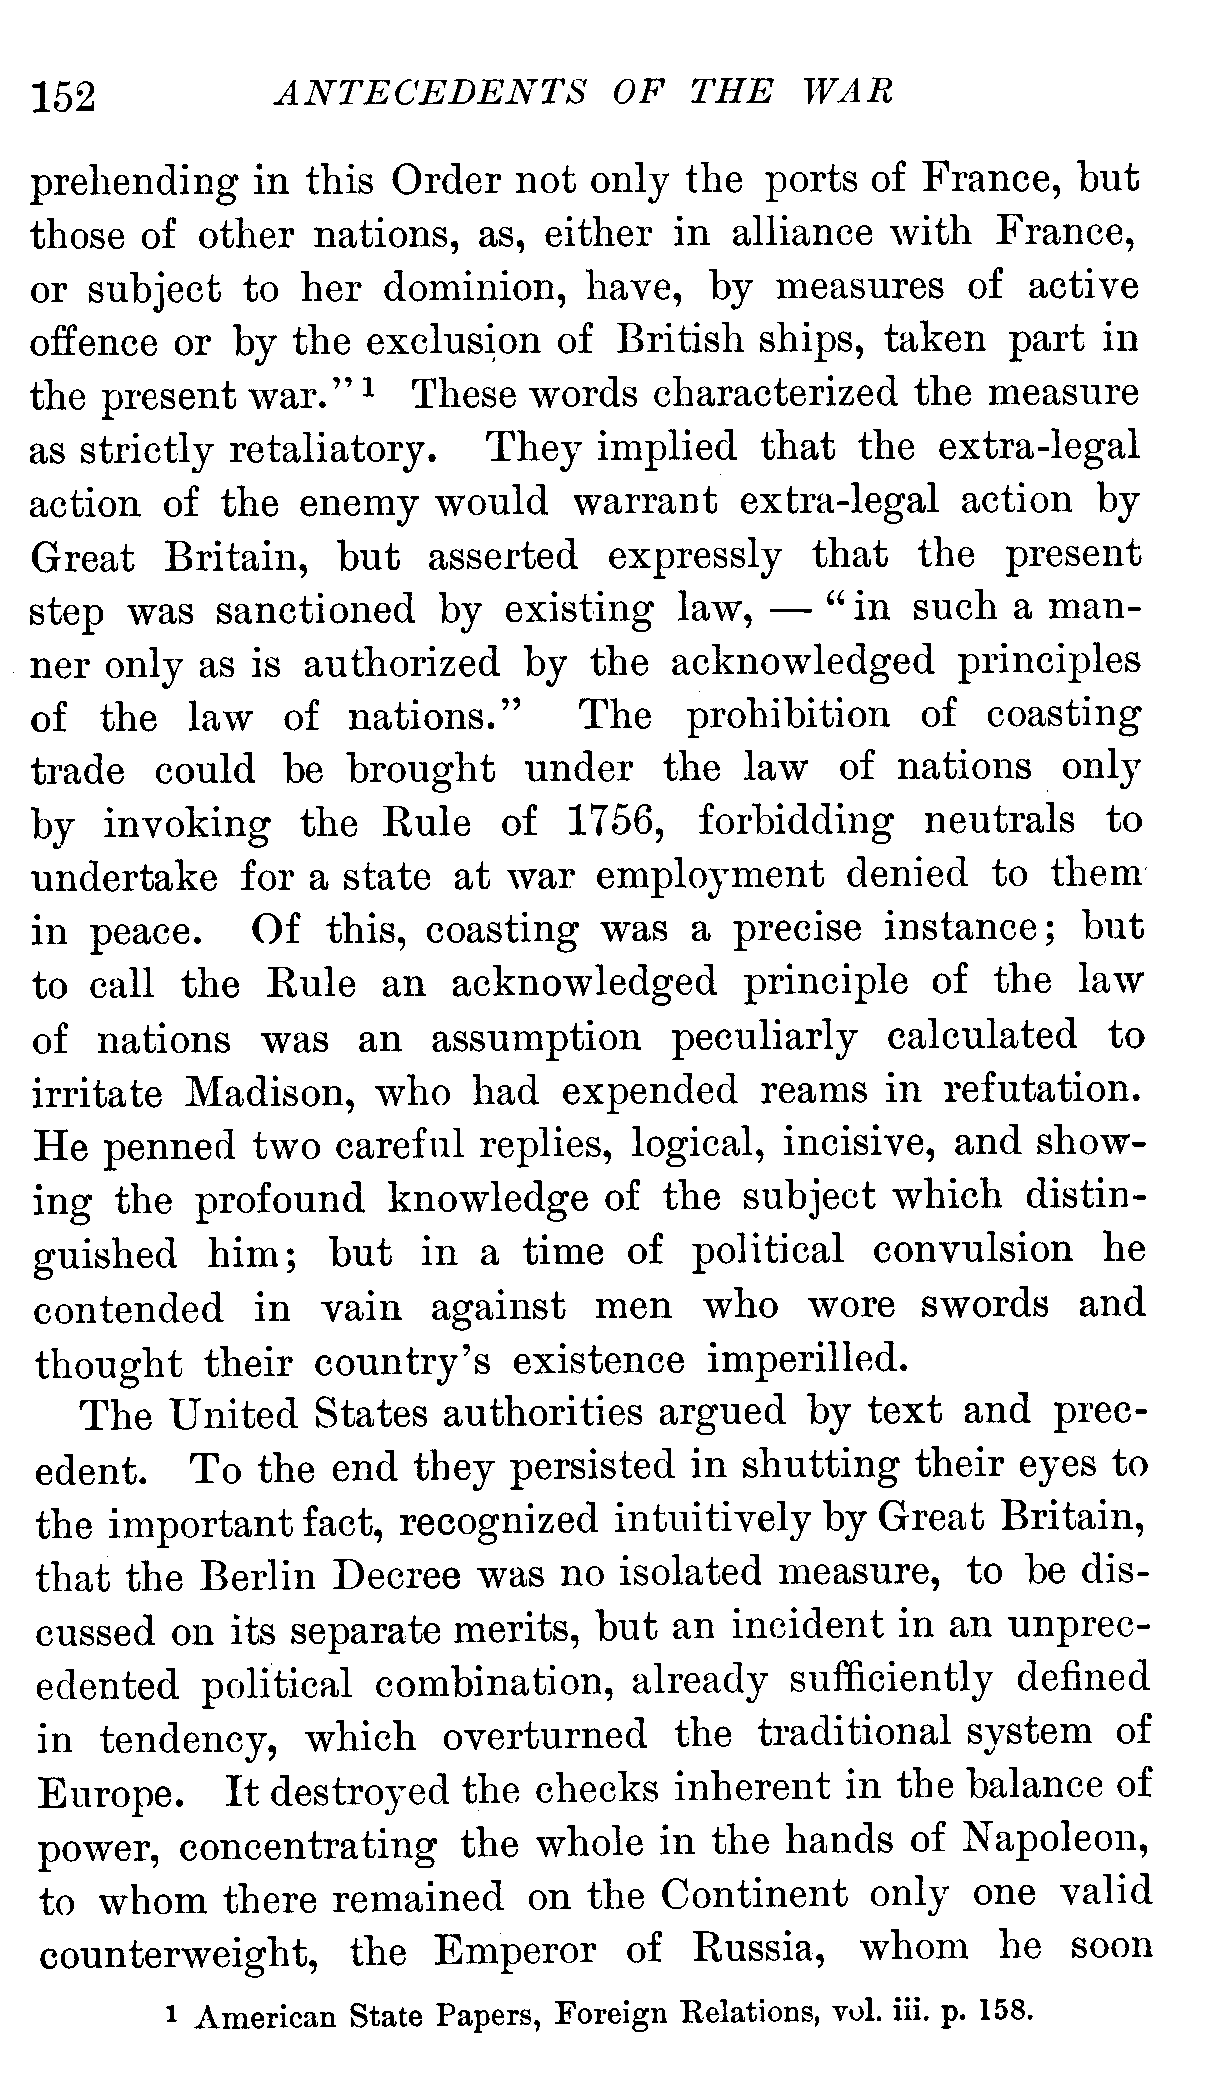 152 ANTECEDENTS OF THE WAR
prehending in this Order not only the ports of France, but
those of other nations, as, either in alliance with France,
or subject to her dominion, have, by measures of active
offence or by the exclusion of British ships, taken part in
the present war.” 1 These words characterized the measure
as strictly retaliatory. They implied that the extra-legal
action of the enemy would warrant extra-legal action by
Great Britain, but asserted expressly that the present
step was sanctioned by existing law, — “in such a man-
ner only as is authorized by the acknowledged principles
of the law of nations.” The prohibition of coasting
trade could be brought under the law of nations only
by invoking the Rule of 1756, forbidding neutrals to
undertake for a state at war employment denied to them
in peace. Of this, coasting was a precise instance; but
to call the Rule an acknowledged principle of the law
of nations was an assumption peculiarly calculated to
irritate Madison, who had expended reams in refutation.
He penned two careful replies, logical, incisive, and show-
ing the profound knowledge of the subject which distin-
guished him; but in a time of political convulsion he
contended in vain against men who wore swords and
thought their country’s existence imperilled.
The United States authorities argued by text and prec-
edent. To the end they persisted in shutting their eyes to
the important fact, recognized intuitively by Great Britain,
that the Berlin Decree was no isolated measure, to be dis-
cussed on its separate merits, but an incident in an unprec-
edented political combination, already sufficiently defined
in tendency, which overturned the traditional system of
Europe. It destroyed the checks inherent in the balance of
power, concentrating the whole in the hands of Napoleon,
to whom there remained on the Continent only one valid
counterweight, the Emperor of Russia, whom he soon
1 American State Papers, Foreign Relations, vol. iii. p. 158.